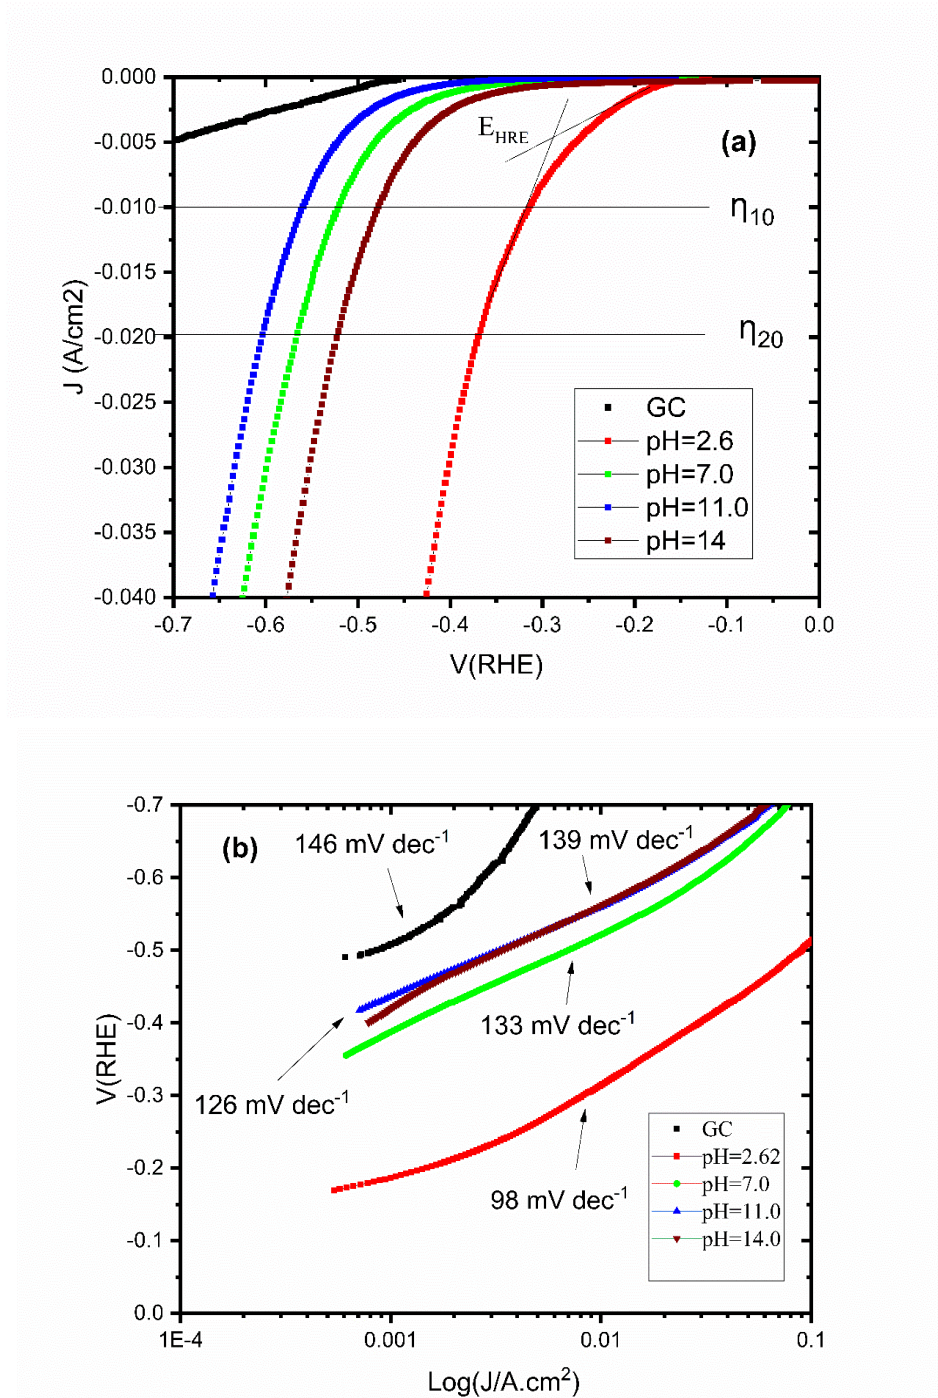 0.000
-0.005
-0.010
-0.015
-0.020
-0.025
-0.030
-0.035
-0.040
J (A/cm2)
E_HRE
(a)
η_10
η_20
GC
pH=2.6
pH=7.0
pH=11.0
pH=14
-0.7 -0.6 -0.5 -0.4 -0.3 -0.2 -0.1 0.0
V(RHE)
-0.7
-0.6
-0.5
-0.4
-0.3
-0.2
-0.1
0.0
V(RHE)
(b)
146 mV dec⁻¹
139 mV dec⁻¹
133 mV dec⁻¹
126 mV dec⁻¹
98 mV dec⁻¹
GC
pH=2.62
pH=7.0
pH=11.0
pH=14.0
1E-4 0.001 0.01 0.1
Log(J/A.cm²)